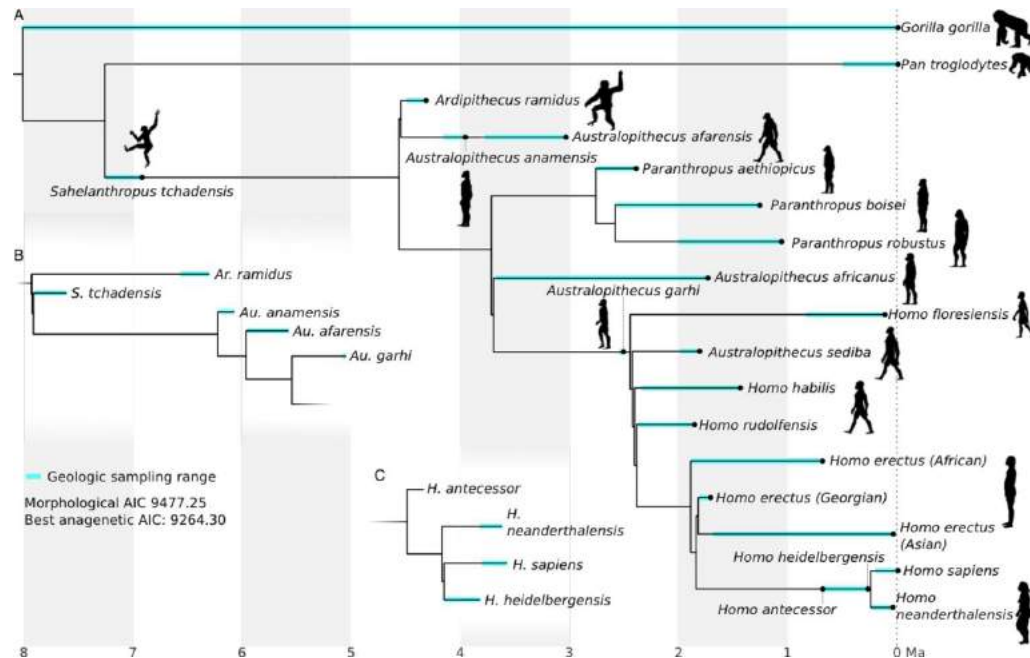 A
Gorilla gorilla
Pan troglodytes
Ardipithecus ramidus
Australopithecus afarensis
Australopithecus anamensis
Paranthropus aethiopicus
Sahelanthropus tchadensis
Paranthropus boisei
Paranthropus robustus
B
Ar. ramidus
Australopithecus africanus
S. tchadensis
Australopithecus garhi
Au. anamensis
Homo floresiensis
Au. afarensis
Au. garhi
Australopithecus sediba
Homo habilis
Homo rudolfensis
Homo erectus (African)
Geologic sampling range
C
Morphological AIC 9477.25
Best anagenetic AIC: 9264.30
H. antecessor
Homo erectus (Georgian)
H.
neanderthalensis
Homo erectus
(Asian)
Homo heidelbergensis
H. sapiens
Homo sapiens
H. heidelbergensis
Homo antecessor
Homo
neanderthalensis
8 7 6 5 4 3 2 1 0 Ma